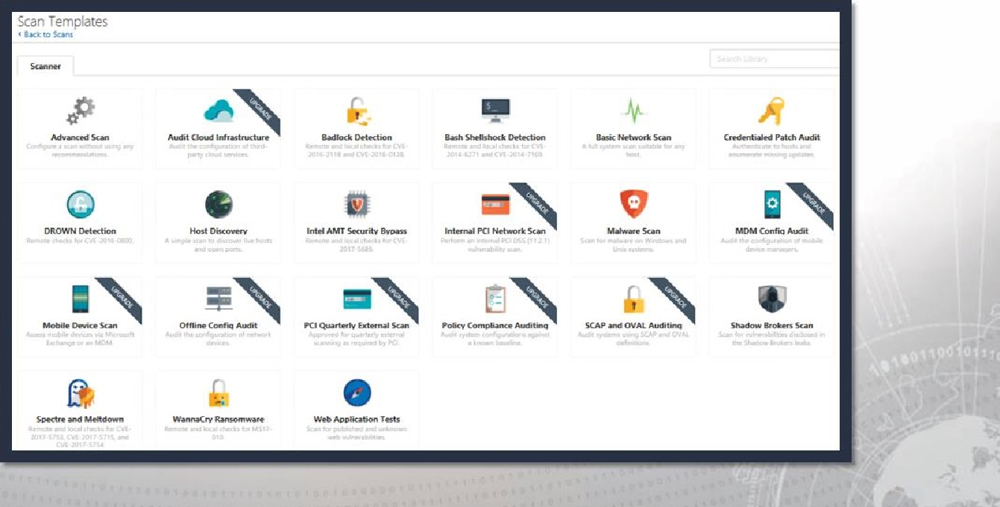 Scan Templates
‹ Back to Scans
Scanner
Search Library
UPGRADE
Advanced Scan
Configure a scan without using any
recommendations.
Audit Cloud Infrastructure
Audit the configuration of third-
party cloud services.
Badlock Detection
Remote and local checks for CVE-
2016-2118 and CVE-2016-0128.
Bash Shellshock Detection
Remote and local checks for CVE-
2014-6271 and CVE-2014-7169.
Basic Network Scan
A full system scan suitable for any
host.
Credentialed Patch Audit
Authenticate to hosts and
enumerate missing updates.
UPGRADE
UPGRADE
DROWN Detection
Remote checks for CVE-2016-0800.
Host Discovery
A simple scan to discover live hosts
and open ports.
Intel AMT Security Bypass
Remote and local checks for CVE-
2017-5689.
Internal PCI Network Scan
Perform an internal PCI DSS (11.2.1)
vulnerability scan.
Malware Scan
Scan for malware on Windows and
Unix systems.
MDM Config Audit
Audit the configuration of mobile
device managers.
UPGRADE
UPGRADE
UPGRADE
UPGRADE
UPGRADE
Mobile Device Scan
Assess mobile devices via Microsoft
Exchange or an MDM.
Offline Config Audit
Audit the configuration of network
devices.
PCI Quarterly External Scan
Approved for quarterly external
scanning as required by PCI.
Policy Compliance Auditing
Audit system configurations against
a known baseline.
SCAP and OVAL Auditing
Audit systems using SCAP and OVAL
definitions.
Shadow Brokers Scan
Scan for vulnerabilities disclosed in
the Shadow Brokers leaks.
Spectre and Meltdown
Remote and local checks for CVE-
2017-5753, CVE-2017-5715, and
CVE-2017-5754
WannaCry Ransomware
Remote and local checks for MS17-
010.
Web Application Tests
Scan for published and unknown
web vulnerabilities.